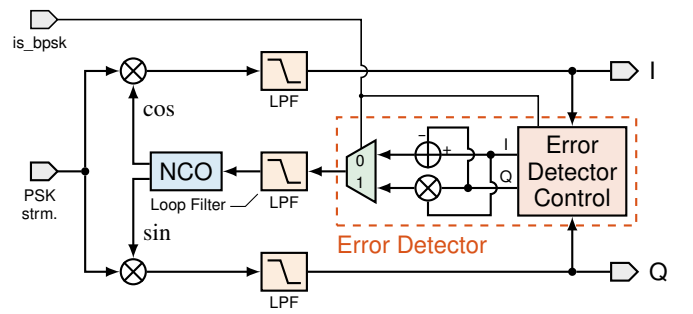 is_bpsk
I
LPF
cos
− 
+
I
0
1
Q
Error
Detector
Control
NCO
PSK
strm.
Loop Filter
LPF
sin
Error Detector
LPF
Q